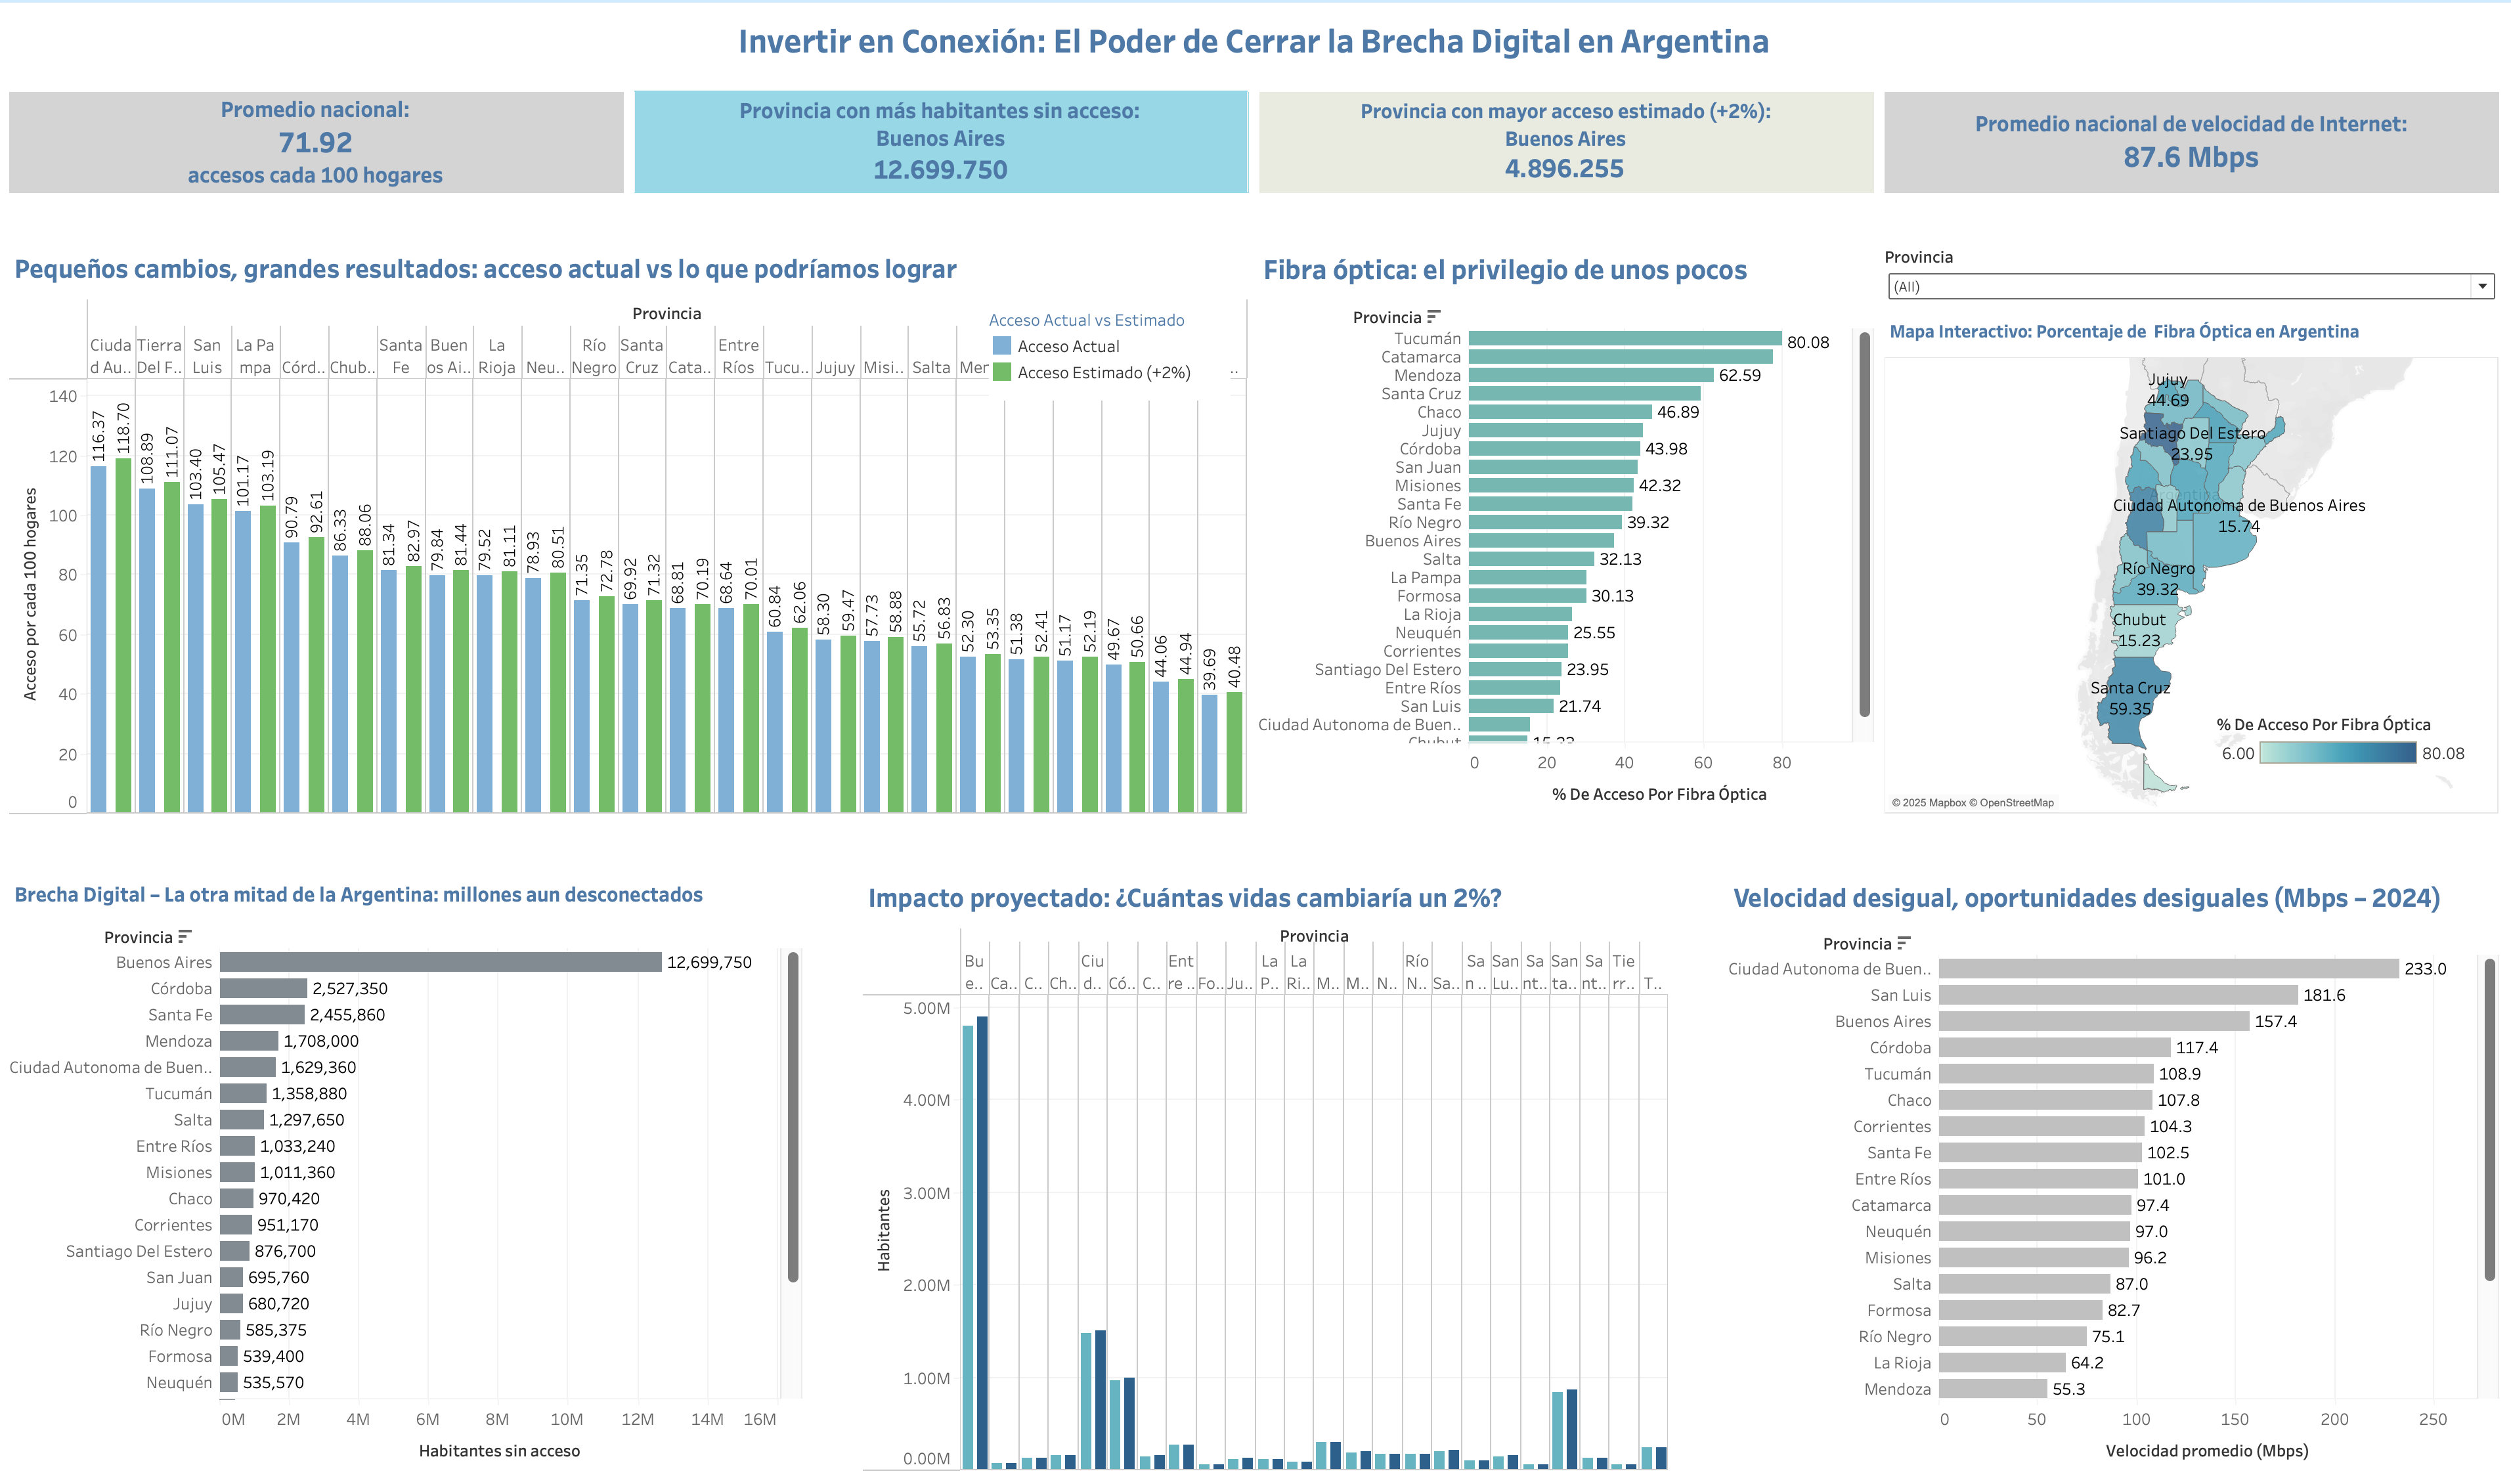 Invertir en Conexión: El Poder de Cerrar la Brecha Digital en Argentina
Promedio nacional:
71.92
accesos cada 100 hogares
Provincia con más habitantes sin acceso:
Buenos Aires
12.699.750
Provincia con mayor acceso estimado (+2%):
Buenos Aires
4.896.255
Promedio nacional de velocidad de Internet:
87.6 Mbps
Pequeños cambios, grandes resultados: acceso actual vs lo que podríamos lograr
Provincia
Acceso Actual vs Estimado
Acceso Actual
Acceso Estimado (+2%)
Ciuda
d Au..
Tierra
Del F..
San
Luis
La Pa
mpa
Córd..
Chub..
Santa
Fe
Buen
os Ai..
La
Rioja
Neu..
Río
Negro
Santa
Cruz
Cata..
Entre
Ríos
Tucu..
Jujuy
Misi..
Salta
Mer
..
Acceso por cada 100 hogares
140
120
100
80
60
40
20
0
116.37
118.70
108.89
111.07
103.40
105.47
101.17
103.19
90.79
92.61
86.33
88.06
81.34
82.97
79.84
81.44
79.52
81.11
78.93
80.51
71.35
72.78
69.92
71.32
68.81
70.19
68.64
70.01
60.84
62.06
58.30
59.47
57.73
58.88
55.72
56.83
52.30
53.35
51.38
52.41
51.17
52.19
49.67
50.66
44.06
44.94
39.69
40.48
Fibra óptica: el privilegio de unos pocos
Provincia
Tucumán 80.08
Catamarca
Mendoza 62.59
Santa Cruz
Chaco 46.89
Jujuy
Córdoba 43.98
San Juan
Misiones 42.32
Santa Fe
Río Negro 39.32
Buenos Aires
Salta 32.13
La Pampa
Formosa 30.13
La Rioja
Neuquén 25.55
Corrientes
Santiago Del Estero 23.95
Entre Ríos
San Luis 21.74
Ciudad Autonoma de Buen..
Chubut 15.23
0 20 40 60 80
% De Acceso Por Fibra Óptica
Provincia
(All)
Mapa Interactivo: Porcentaje de Fibra Óptica en Argentina
Jujuy
44.69
Santiago Del Estero
23.95
Argentina
Ciudad Autonoma de Buenos Aires
15.74
Río Negro
39.32
Chubut
15.23
Santa Cruz
59.35
% De Acceso Por Fibra Óptica
6.00 80.08
© 2025 Mapbox © OpenStreetMap
Brecha Digital – La otra mitad de la Argentina: millones aun desconectados
Provincia
Buenos Aires 12,699,750
Córdoba 2,527,350
Santa Fe 2,455,860
Mendoza 1,708,000
Ciudad Autonoma de Buen.. 1,629,360
Tucumán 1,358,880
Salta 1,297,650
Entre Ríos 1,033,240
Misiones 1,011,360
Chaco 970,420
Corrientes 951,170
Santiago Del Estero 876,700
San Juan 695,760
Jujuy 680,720
Río Negro 585,375
Formosa 539,400
Neuquén 535,570
0M 2M 4M 6M 8M 10M 12M 14M 16M
Habitantes sin acceso
Impacto proyectado: ¿Cuántas vidas cambiaría un 2%?
Provincia
Bu
e..
Ca..
C..
Ch..
Ciu
d..
Có..
C..
Ent
re ..
Fo..
Ju..
La
P..
La
Ri..
M..
M..
N..
Río
N..
Sa..
Sa
n ..
San
Lu..
Sa
nt..
San
ta..
Sa
nt..
Tie
rr..
T..
Habitantes
5.00M
4.00M
3.00M
2.00M
1.00M
0.00M
Velocidad desigual, oportunidades desiguales (Mbps – 2024)
Provincia
Ciudad Autonoma de Buen.. 233.0
San Luis 181.6
Buenos Aires 157.4
Córdoba 117.4
Tucumán 108.9
Chaco 107.8
Corrientes 104.3
Santa Fe 102.5
Entre Ríos 101.0
Catamarca 97.4
Neuquén 97.0
Misiones 96.2
Salta 87.0
Formosa 82.7
Río Negro 75.1
La Rioja 64.2
Mendoza 55.3
0 50 100 150 200 250
Velocidad promedio (Mbps)